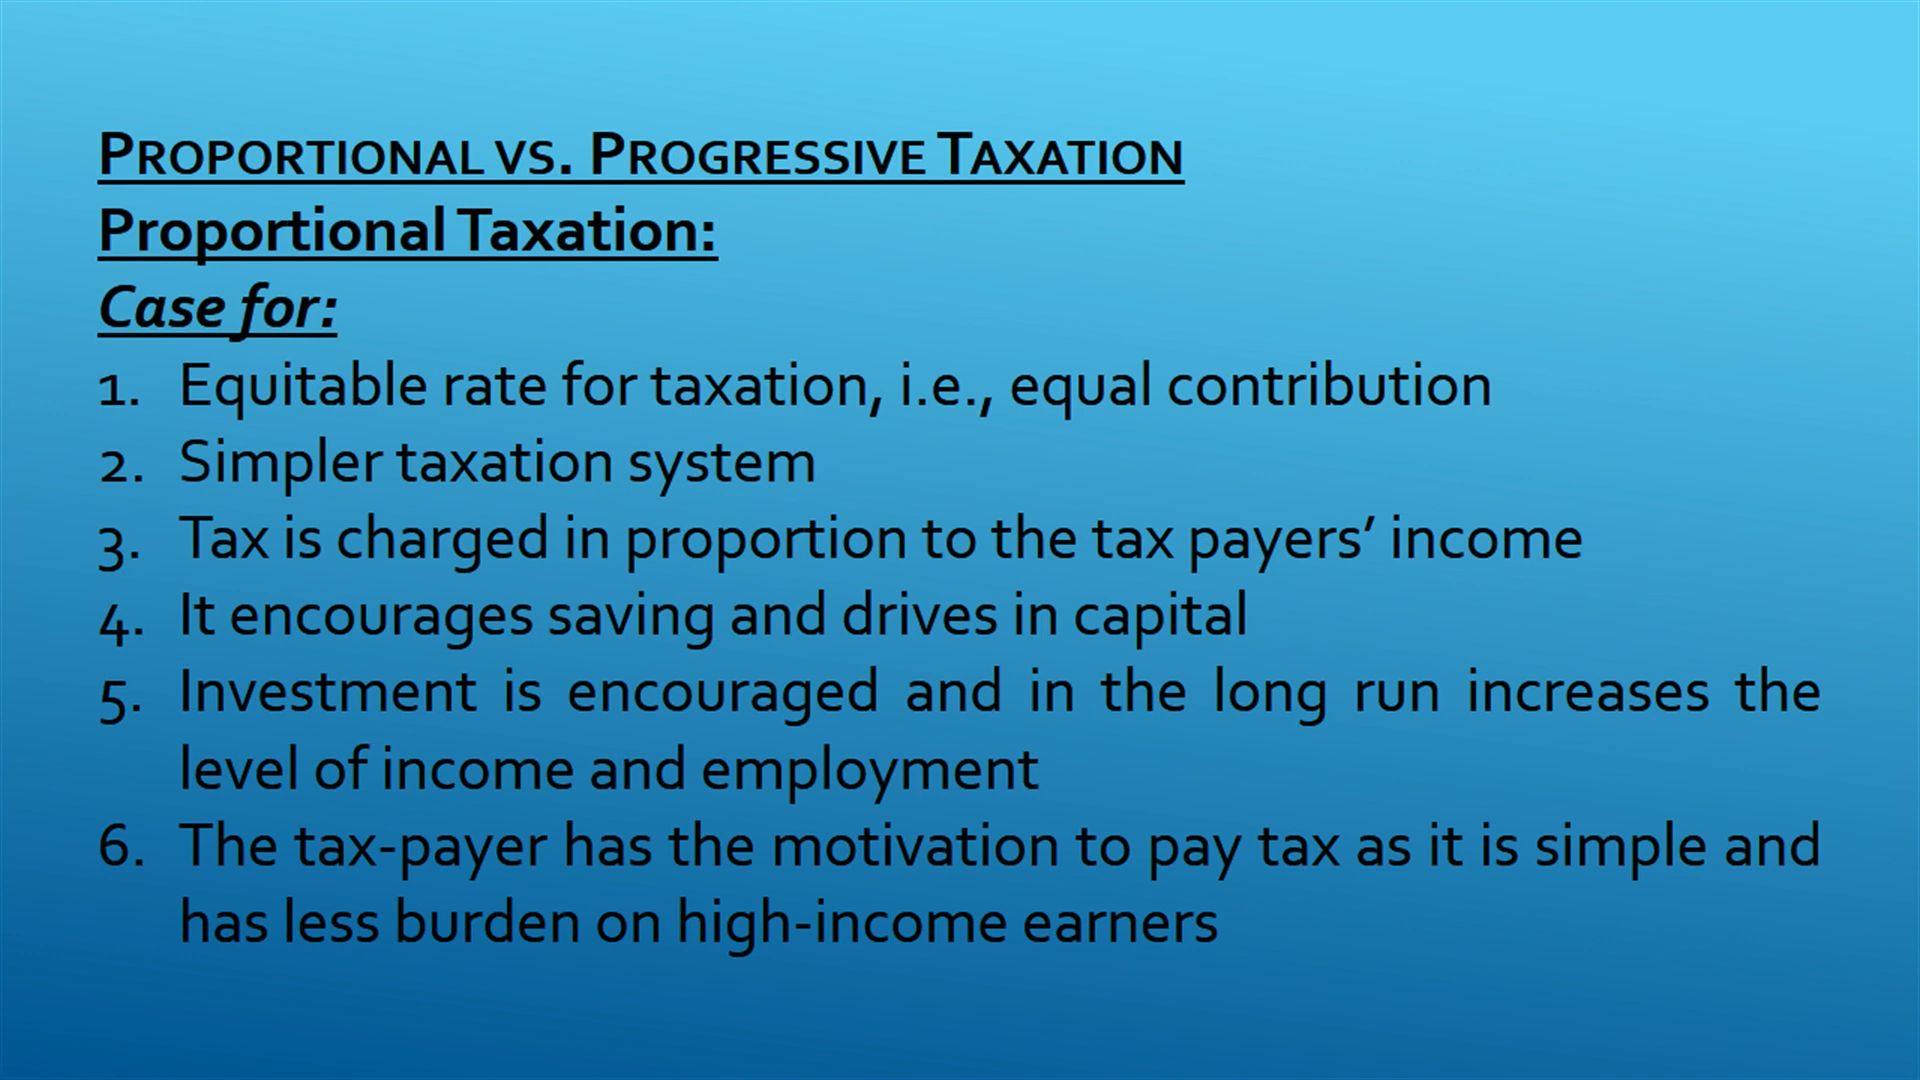 PROPORTIONAL VS. PROGRESSIVE TAXATION
Proportional Taxation:
Case for:
1. Equitable rate for taxation, i.e., equal contribution
2. Simpler taxation system
3. Tax is charged in proportion to the tax payers’ income
4. It encourages saving and drives in capital
5. Investment is encouraged and in the long run increases the
level of income and employment
6. The tax-payer has the motivation to pay tax as it is simple and
has less burden on high-income earners